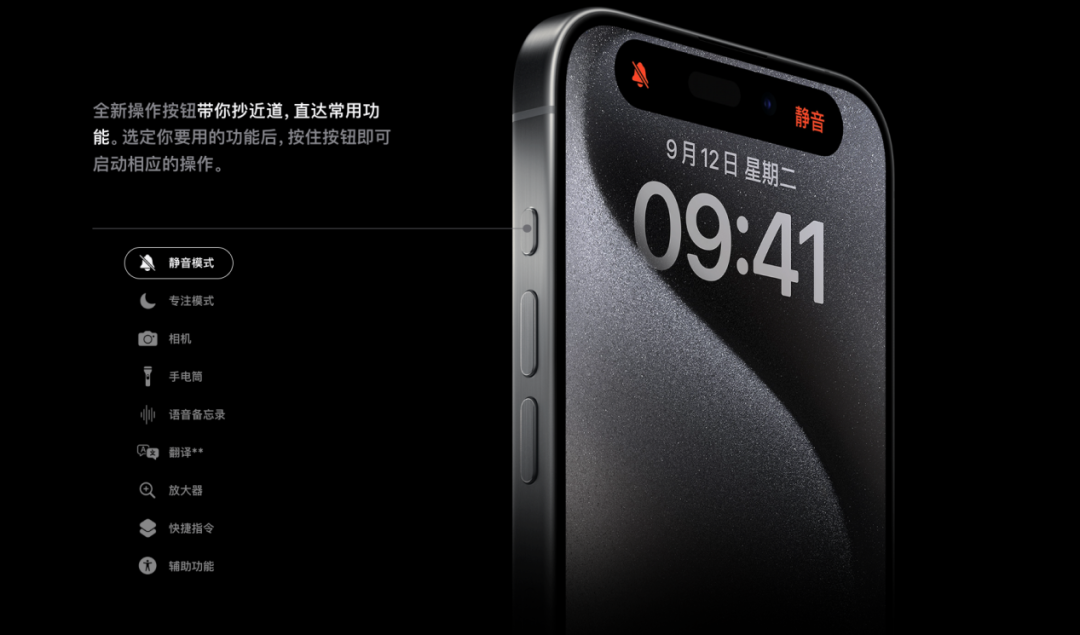 全新操作按钮带你抄近道，直达常用功
能。选定你要用的功能后，按住按钮即可
启动相应的操作。
静音模式
专注模式
相机
手电筒
语音备忘录
翻译**
放大器
快捷指令
辅助功能
静音
9月12日 星期二
09:41